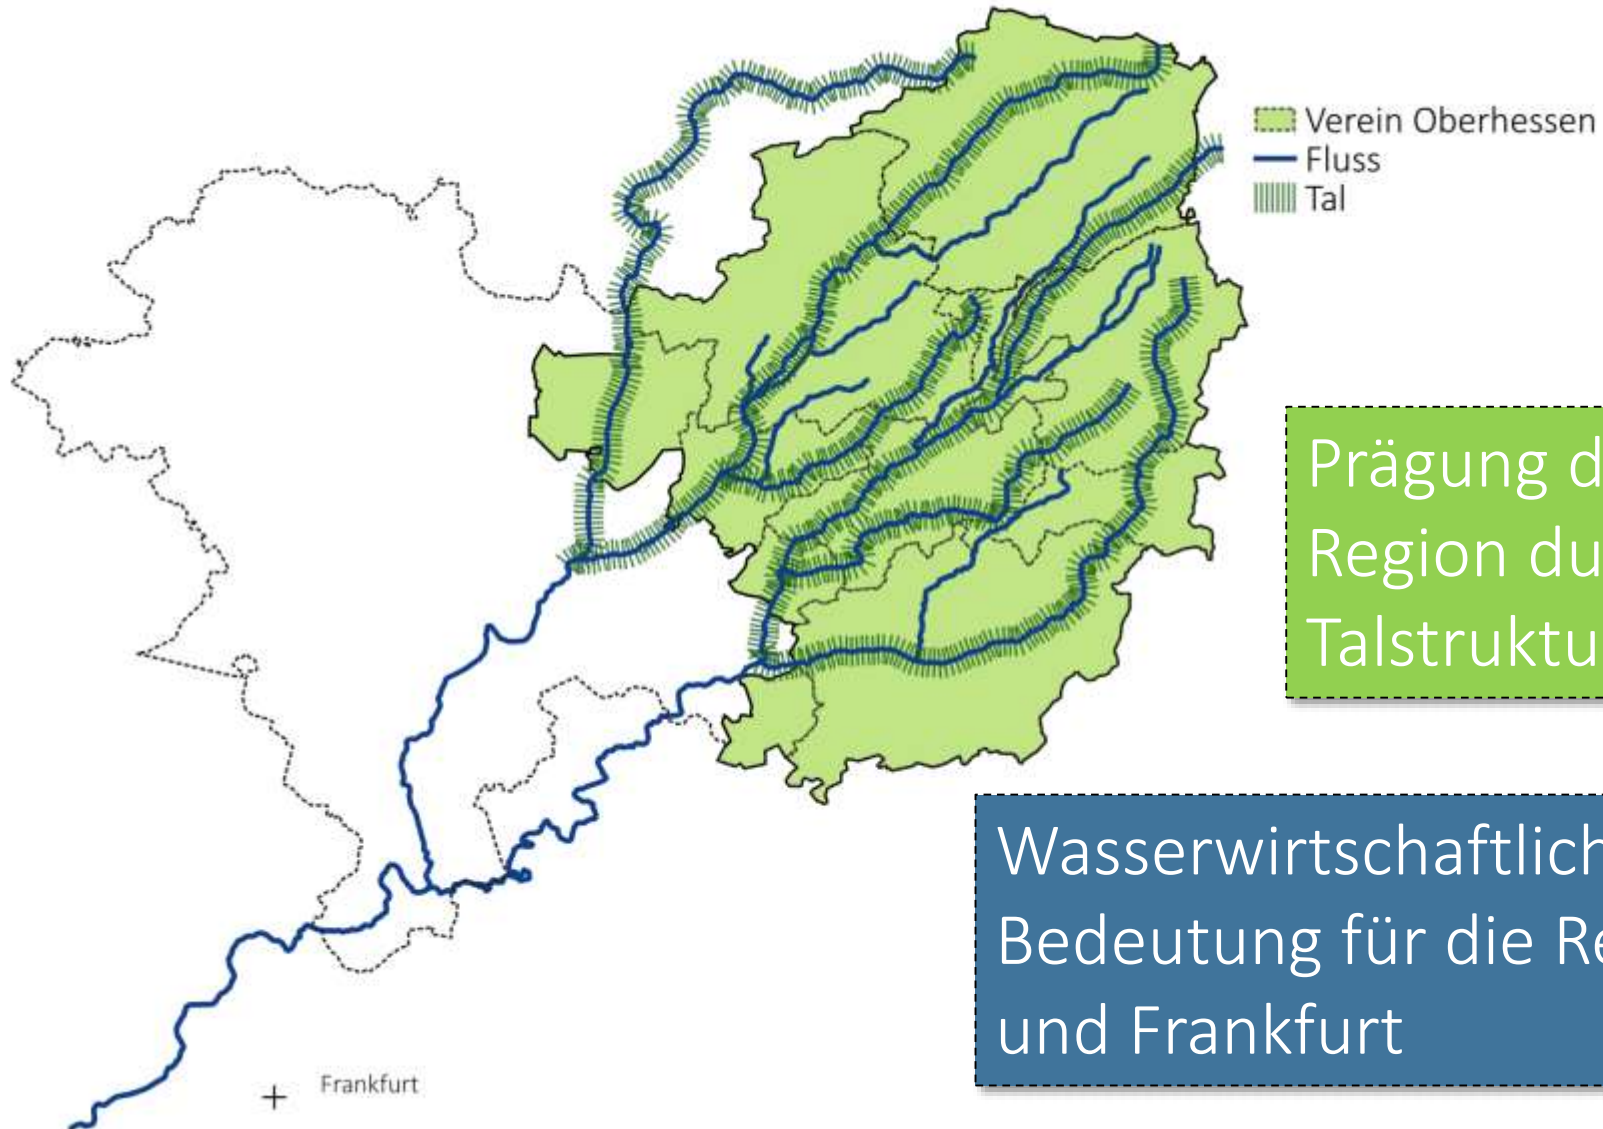 Verein Oberhessen
Fluss
Tal
Prägung d
Region du
Talstruktu
Wasserwirtschaftlich
Bedeutung für die Re
und Frankfurt
Frankfurt